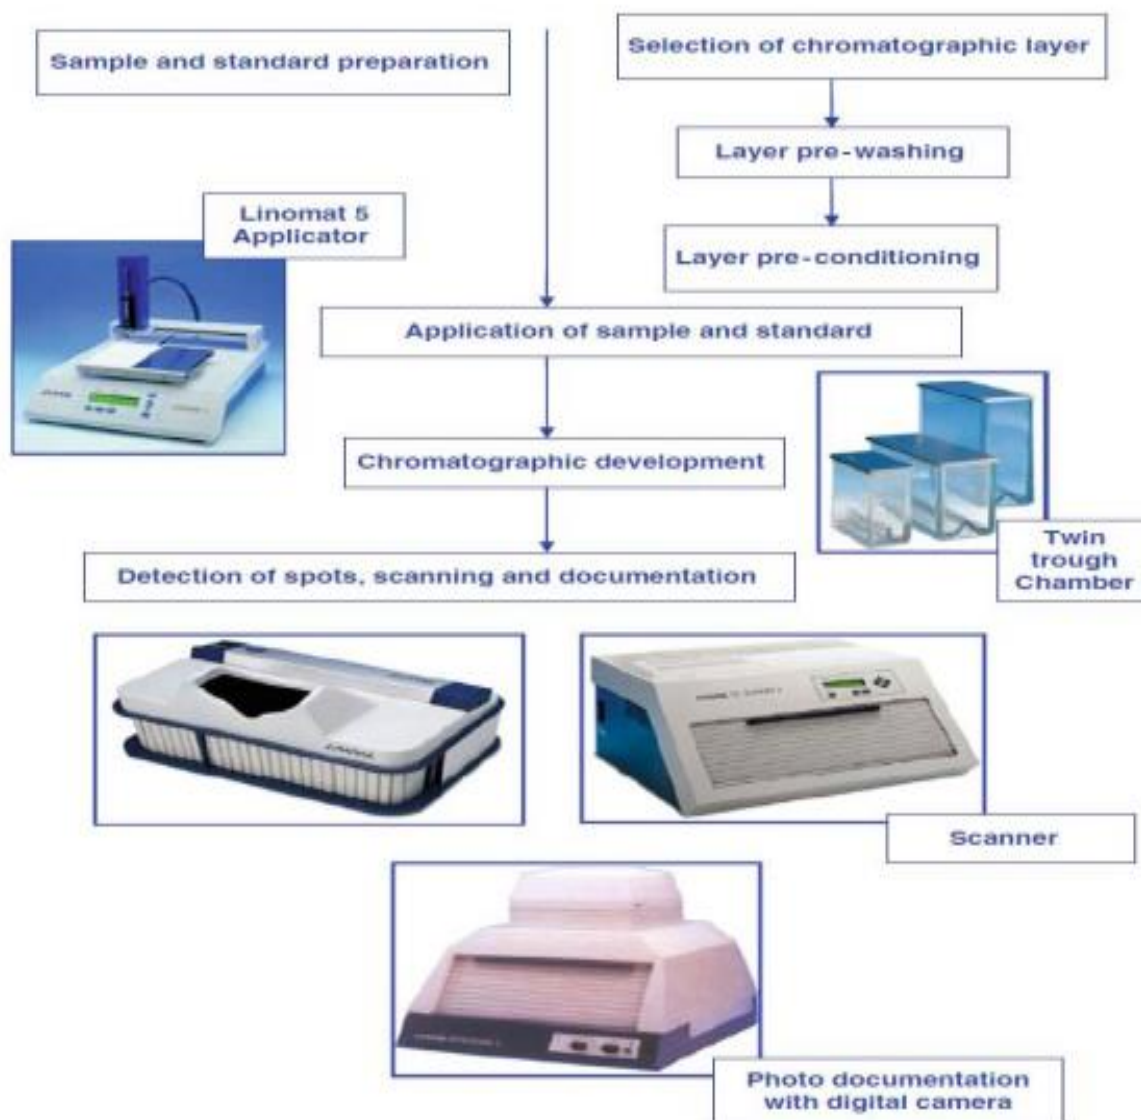 Sample and standard preparation
Selection of chromatographic layer
Layer pre-washing
Linomat 5
Applicator
Layer pre-conditioning
Application of sample and standard
Chromatographic development
Twin
trough
Chamber
Detection of spots, scanning and documentation
Scanner
Photo documentation
with digital camera